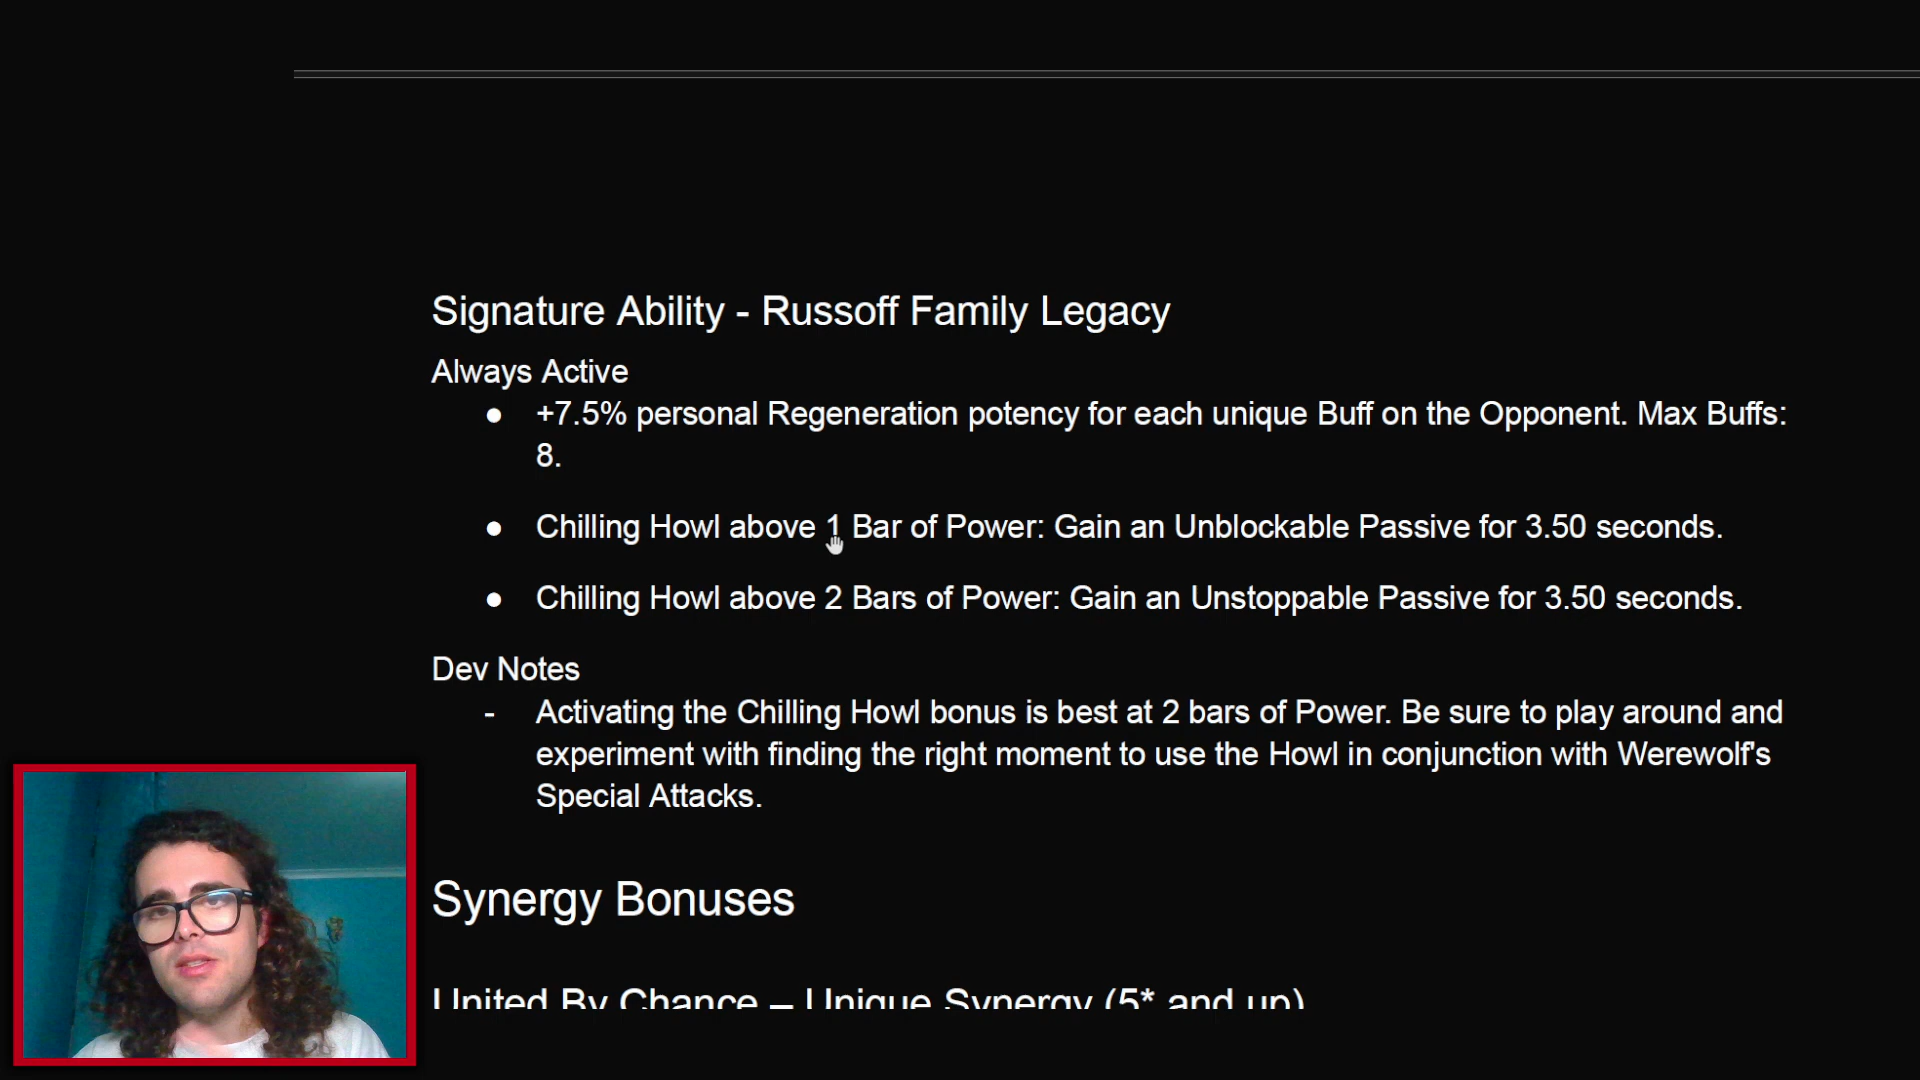 Signature Ability - Russoff Family Legacy
Always Active
● +7.5% personal Regeneration potency for each unique Buff on the Opponent. Max Buffs:
8.
● Chilling Howl above 1 Bar of Power: Gain an Unblockable Passive for 3.50 seconds.
● Chilling Howl above 2 Bars of Power: Gain an Unstoppable Passive for 3.50 seconds.
Dev Notes
- Activating the Chilling Howl bonus is best at 2 bars of Power. Be sure to play around and
experiment with finding the right moment to use the Howl in conjunction with Werewolf's
Special Attacks.
Synergy Bonuses
United By Chance – Unique Synergy (5* and up)